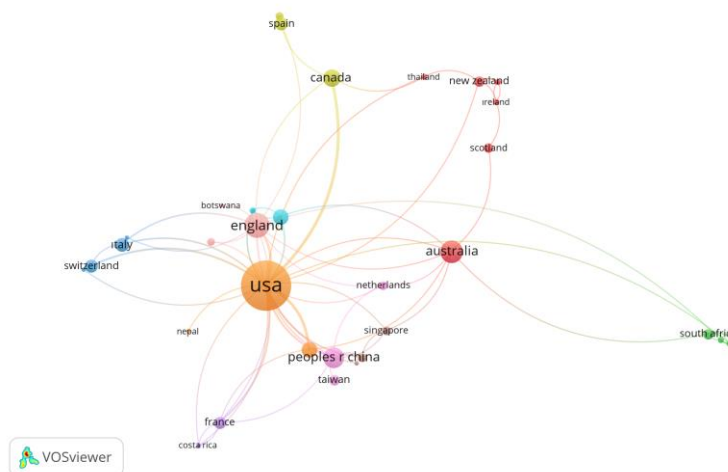 spain
canada
thailand
new zealand
ireland
scotland
botswana
england
italy
australia
switzerland
usa
netherlands
nepal
singapore
south afri
peoples r china
taiwan
france
costa rica
VOSviewer